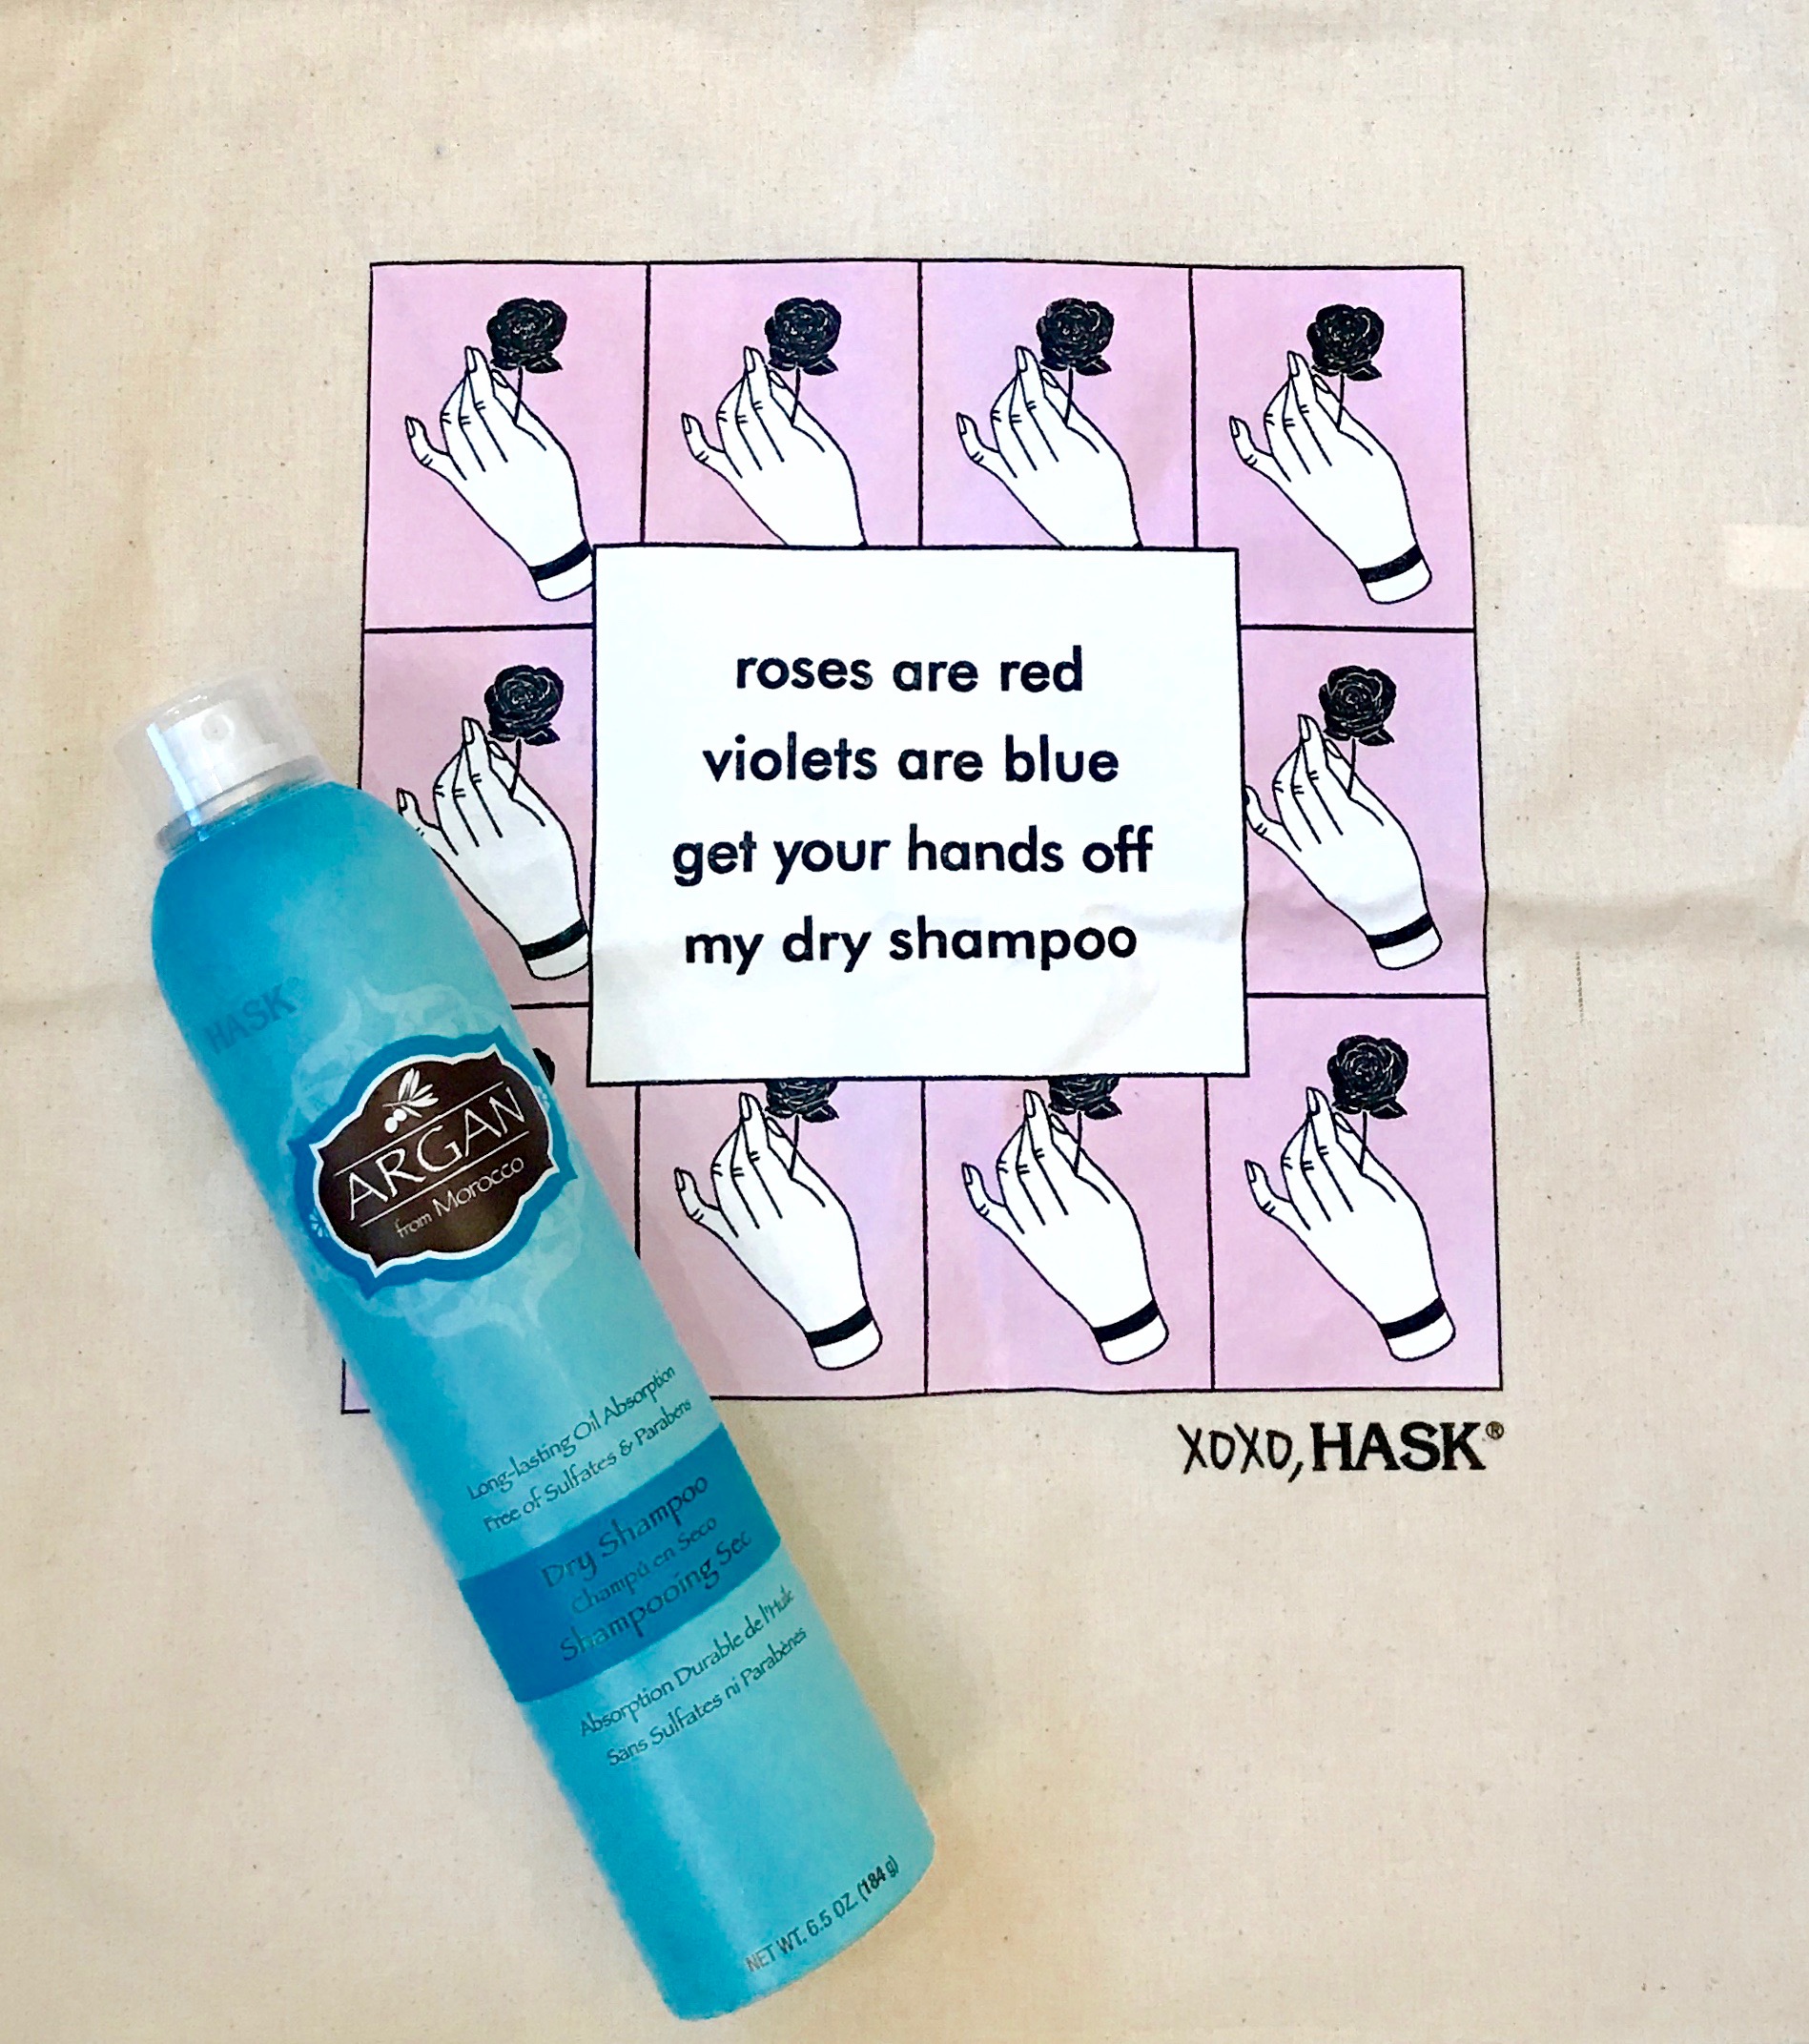 roses are red
violets are blue
get your hands off
my dry shampoo
xoxo, HASK®
HASK
ARGAN
from Morocco
Long-lasting Oil Absorption
Free of Sulfates & Parabens
Dry Shampoo
Champú en Seco
Shampooing Sec
Absorption Durable de l'Huile
Sans Sulfates ni Parabènes
NET WT. 6.5 OZ. (184 g)